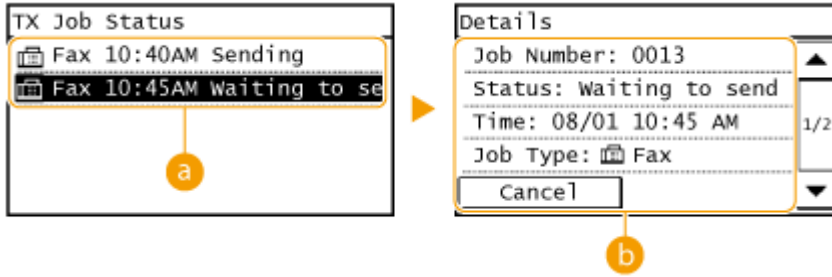 TX Job Status
Fax 10:40AM Sending
Fax 10:45AM Waiting to se
a
Details
Job Number: 0013
Status: Waiting to send
Time: 08/01 10:45 AM
Job Type: Fax
Cancel
1/2
b